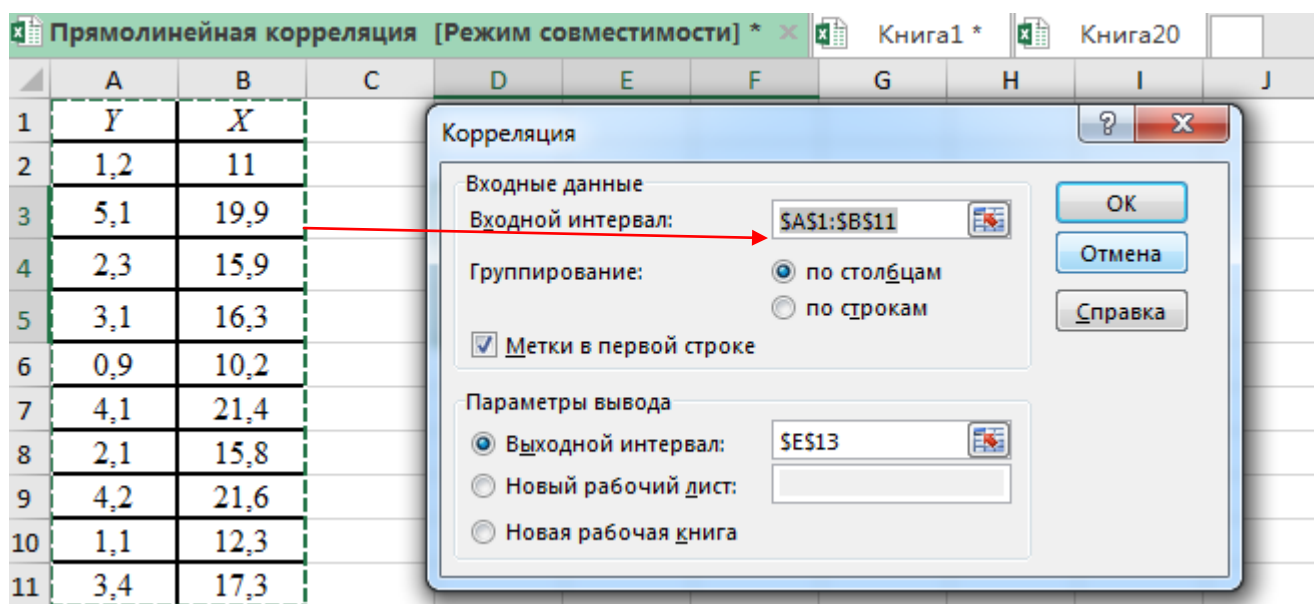 Прямолинейная корреляция [Режим совместимости] * Книга1 * Книга20
A B C D E F G H I J
1 Y X
2 1,2 11
3 5,1 19,9
4 2,3 15,9
5 3,1 16,3
6 0,9 10,2
7 4,1 21,4
8 2,1 15,8
9 4,2 21,6
10 1,1 12,3
11 3,4 17,3
Корреляция
Входные данные
Входной интервал: $A$1:$B$11
Группирование: по столбцам
по строкам
Метки в первой строке
Параметры вывода
Выходной интервал: $E$13
Новый рабочий лист:
Новая рабочая книга
ОК
Отмена
Справка